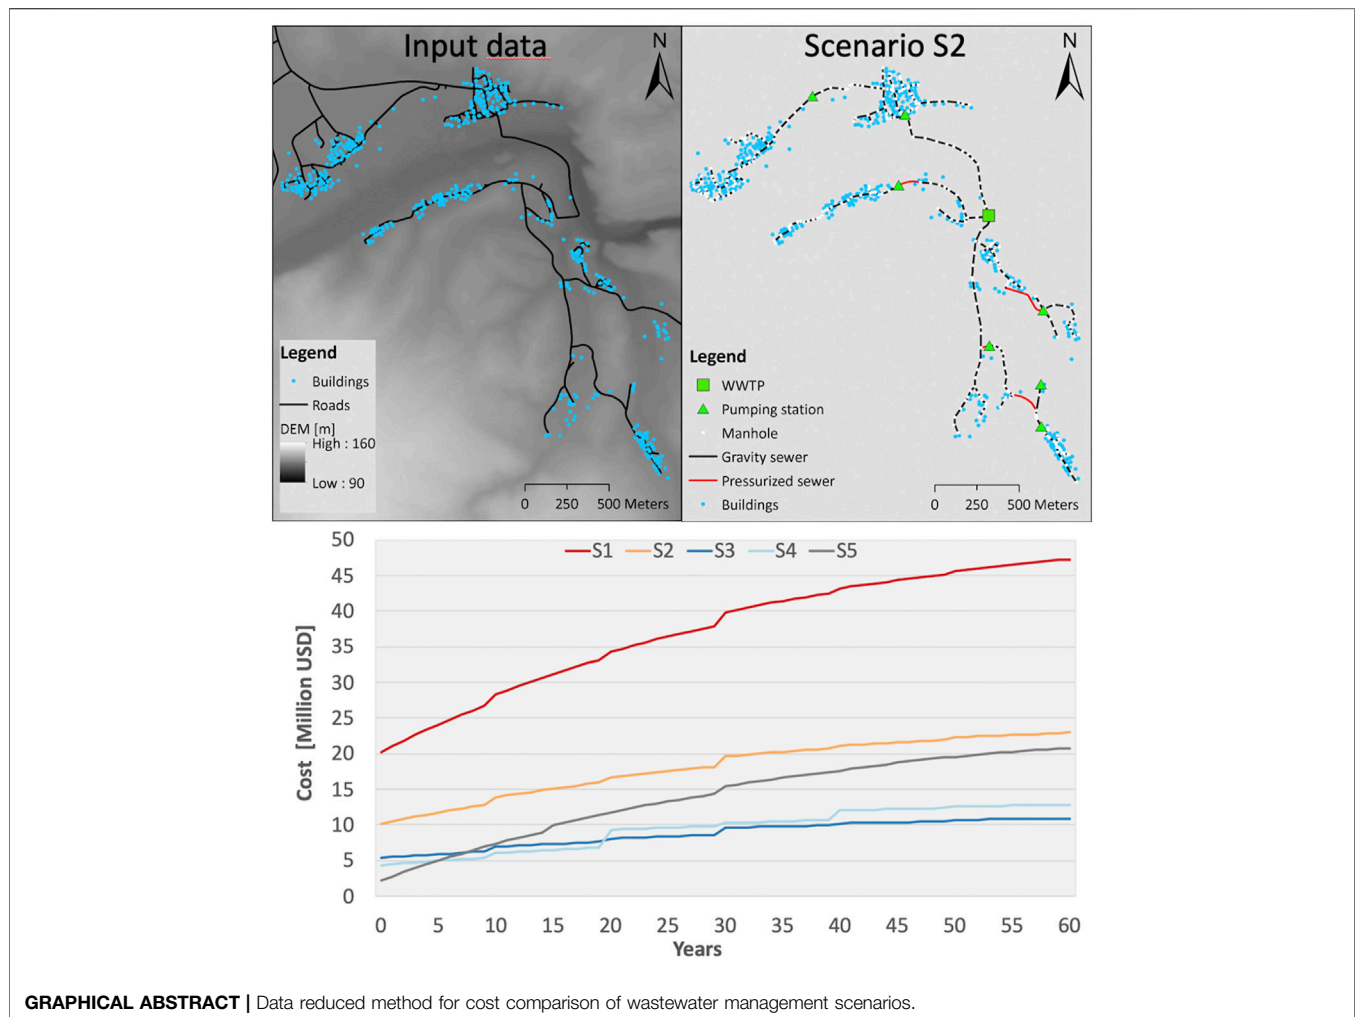 Input data
N
Legend
Buildings
Roads
DEM [m]
High : 160
Low : 90
0 250 500 Meters
Scenario S2
N
Legend
WWTP
Pumping station
Manhole
Gravity sewer
Pressurized sewer
Buildings
0 250 500 Meters
S1 S2 S3 S4 S5
Cost [Million USD]
50
45
40
35
30
25
20
15
10
5
0
0 5 10 15 20 25 30 35 40 45 50 55 60
Years
GRAPHICAL ABSTRACT | Data reduced method for cost comparison of wastewater management scenarios.